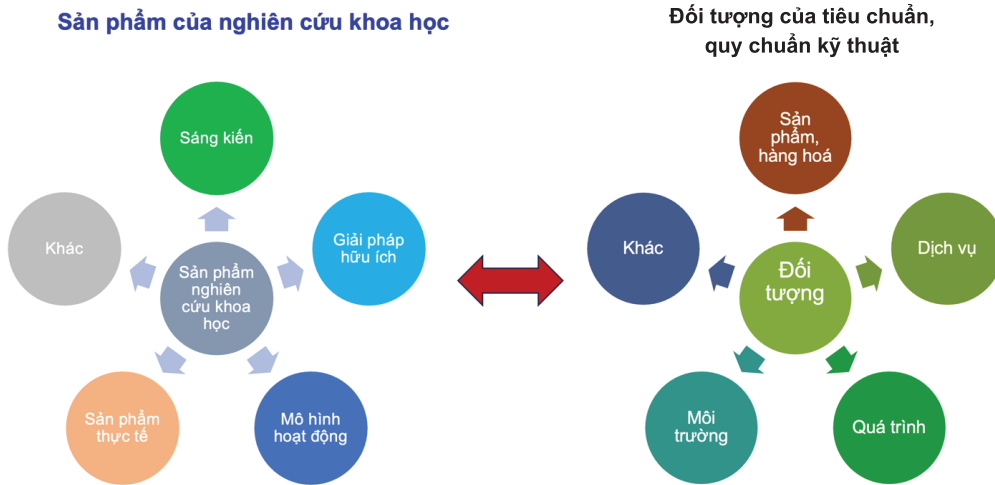 Sản phẩm của nghiên cứu khoa học
Đối tượng của tiêu chuẩn,
quy chuẩn kỹ thuật
Sáng kiến
Khác
Giải pháp
hữu ích
Sản phẩm
nghiên
cứu khoa
học
Sản phẩm
thực tế
Mô hình
hoạt động
Sản
phẩm,
hàng hoá
Khác
Dịch vụ
Đối
tượng
Môi
trường
Quá trình